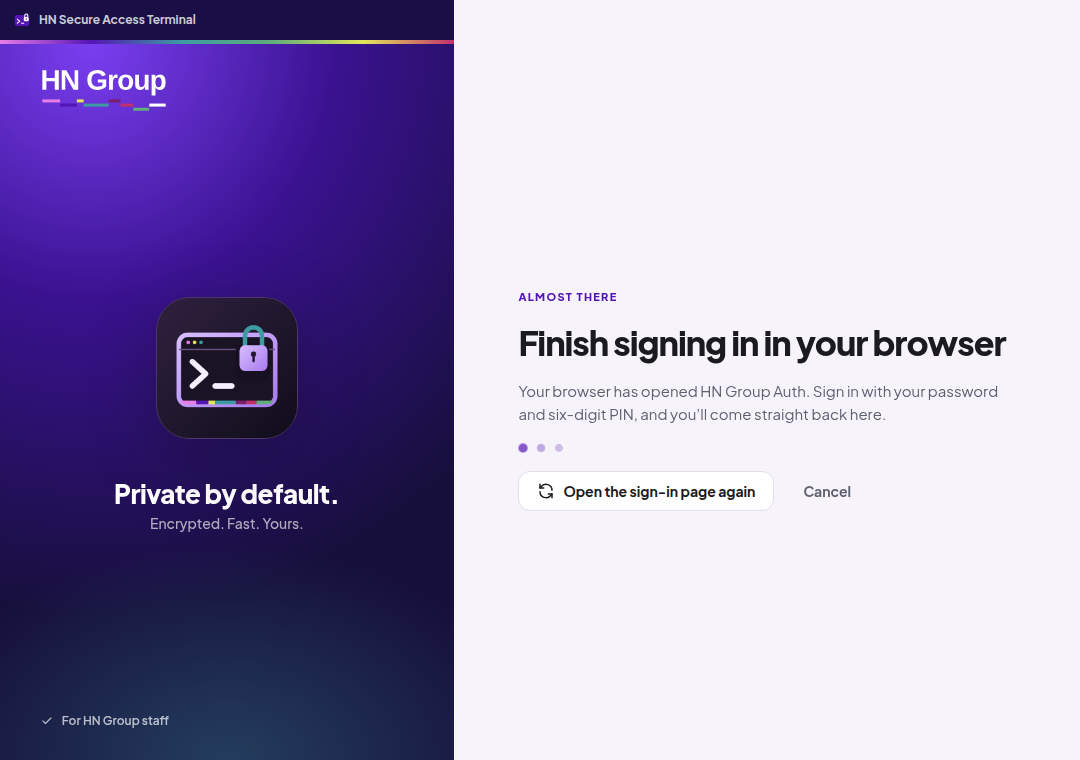 HN Secure Access Terminal
HN Group
Private by default.
Encrypted. Fast. Yours.
For HN Group staff
ALMOST THERE
Finish signing in in your browser
Your browser has opened HN Group Auth. Sign in with your password
and six-digit PIN, and you'll come straight back here.
Open the sign-in page again
Cancel